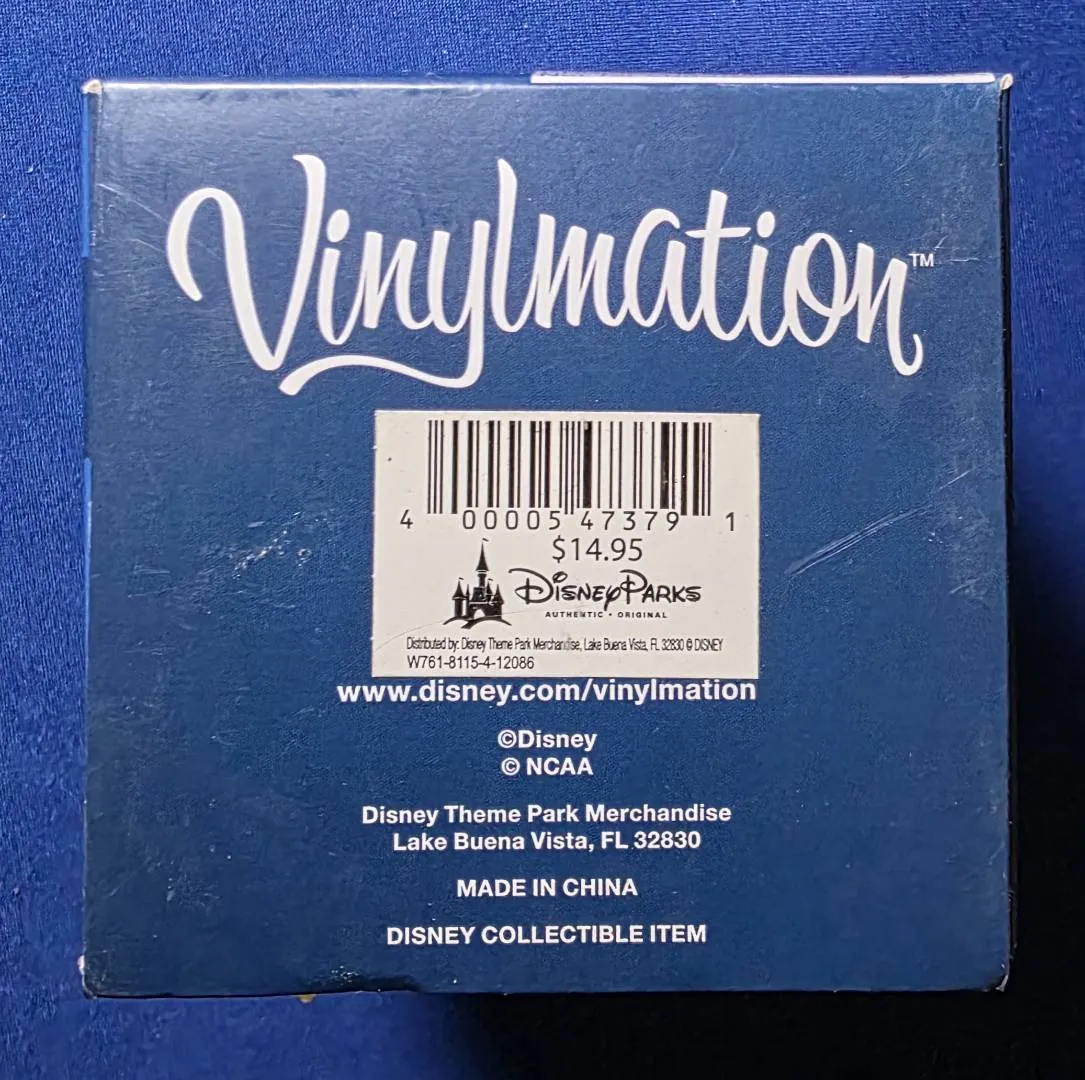 Vinylmation™
4 00005 47379 1
$14.95
Disney Parks
AUTHENTIC • ORIGINAL
Distributed by: Disney Theme Park Merchandise, Lake Buena Vista, FL 32830 © DISNEY
W761-8115-4-12086
www.disney.com/vinylmation
©Disney
© NCAA
Disney Theme Park Merchandise
Lake Buena Vista, FL 32830
MADE IN CHINA
DISNEY COLLECTIBLE ITEM